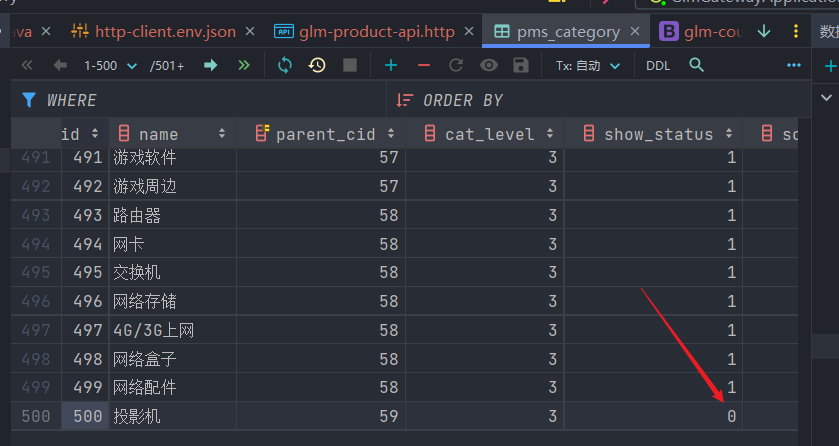 ava × http-client.env.json × glm-product-api.http × pms_category × glm-cou
1-500 /501+ Tx: 自动 DDL
WHERE ORDER BY
id name parent_cid cat_level show_status
491 491 游戏软件 57 3 1
492 492 游戏周边 57 3 1
493 493 路由器 58 3 1
494 494 网卡 58 3 1
495 495 交换机 58 3 1
496 496 网络存储 58 3 1
497 497 4G/3G上网 58 3 1
498 498 网络盒子 58 3 1
499 499 网络配件 58 3 1
500 500 投影机 59 3 0